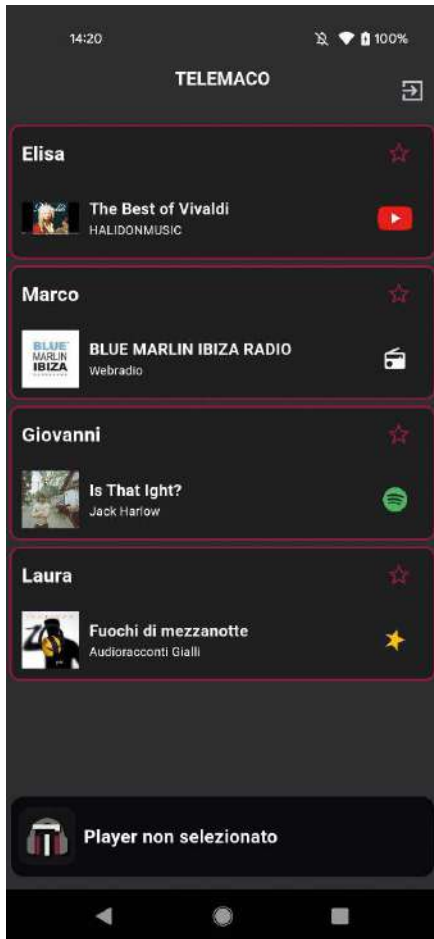 14:20
100%
TELEMACO
Elisa
The Best of Vivaldi
HALIDONMUSIC
Marco
BLUE
MARLIN
IBIZA
BLUE MARLIN IBIZA RADIO
Webradio
Giovanni
Is That Ight?
Jack Harlow
Laura
Fuochi di mezzanotte
Audioracconti Gialli
Player non selezionato